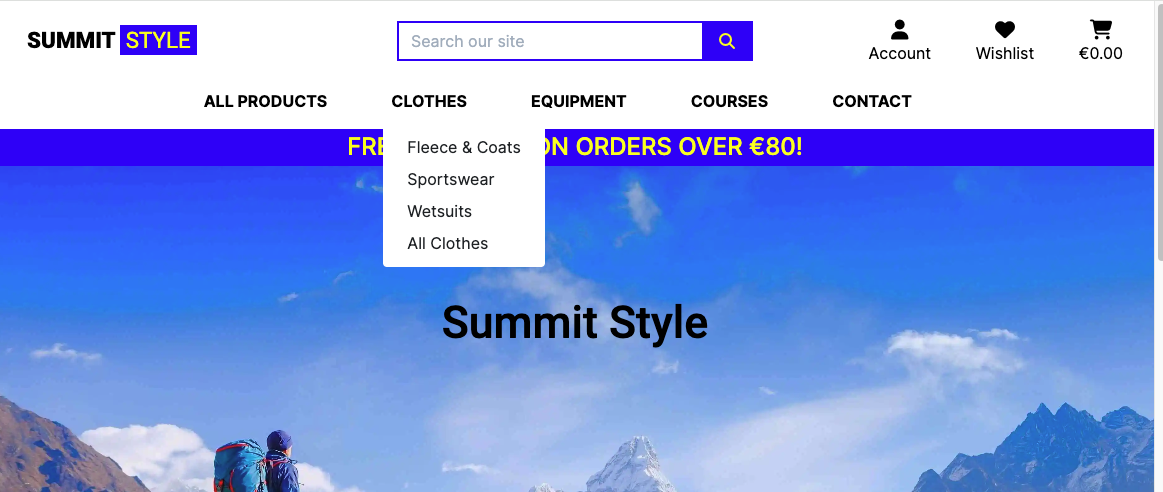 SUMMIT STYLE
Search our site
Account
Wishlist
€0.00
ALL PRODUCTS
CLOTHES
EQUIPMENT
COURSES
CONTACT
ON ORDERS OVER €80!
Fleece & Coats
Sportswear
Wetsuits
All Clothes
Summit Style